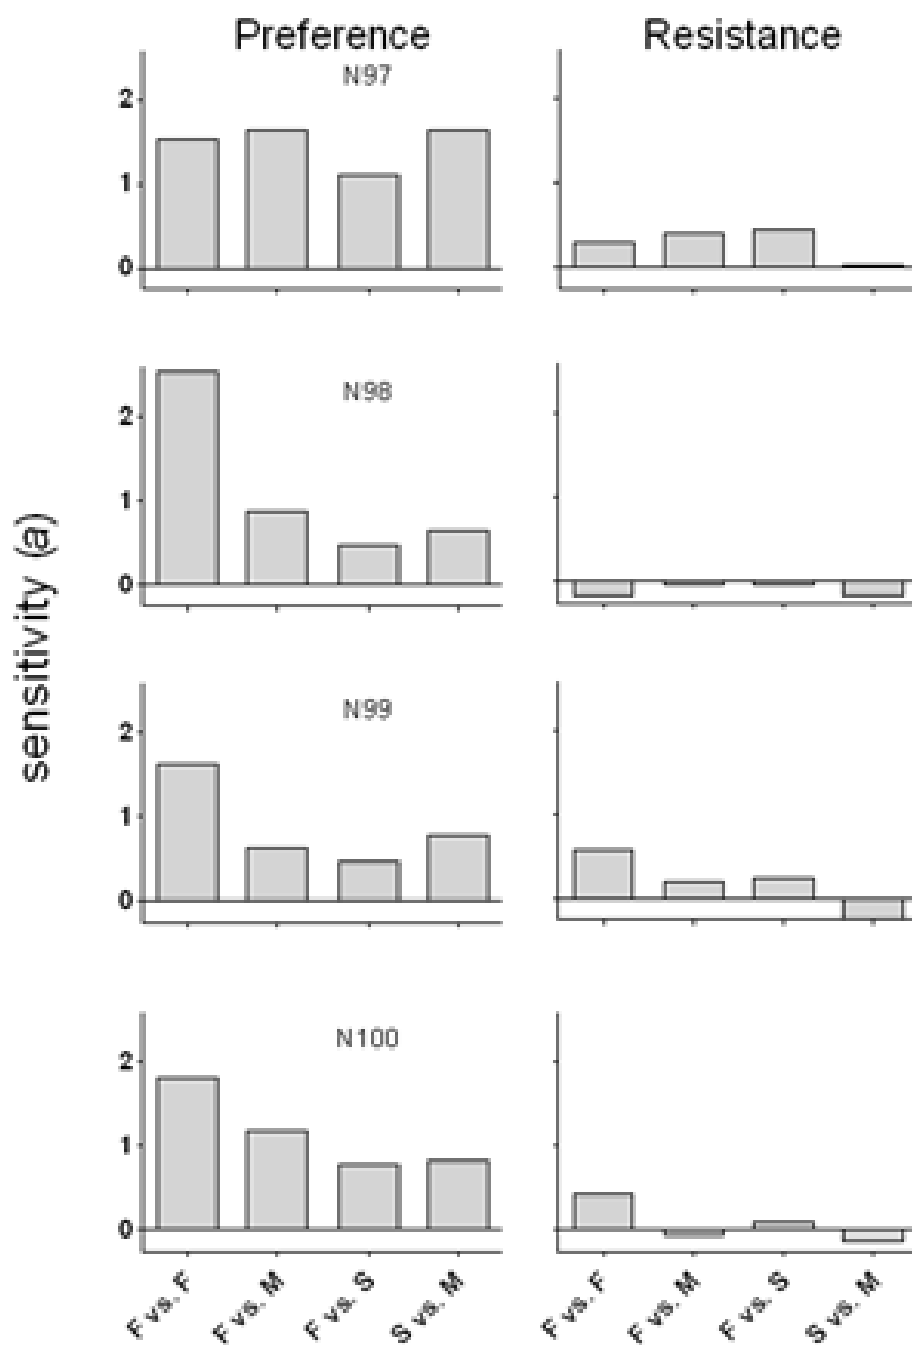 Preference
Resistance
N97
2
1
0
N98
2
1
0
sensitivity (a)
N99
2
1
0
N100
2
1
0
F vs. F
F vs. M
F vs. S
S vs. M
F vs. F
F vs. M
F vs. S
S vs. M